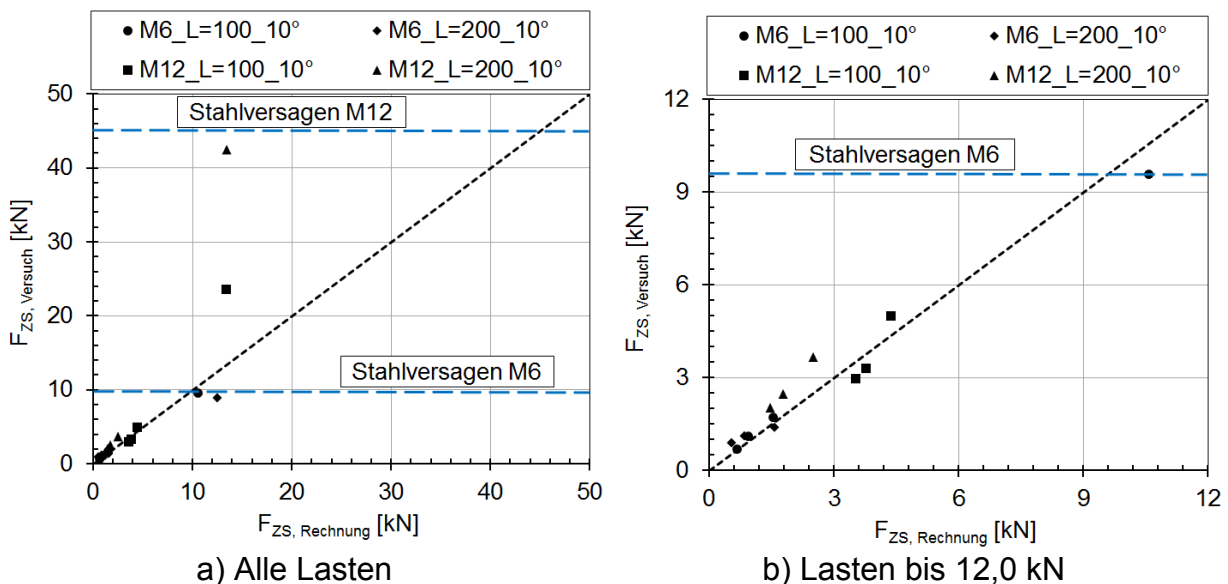 M6_L=100_10° M6_L=200_10°
M12_L=100_10° M12_L=200_10°
50
40
30
20
10
0
F_ZS, Versuch [kN]
Stahlversagen M12
Stahlversagen M6
0 10 20 30 40 50
F_ZS, Rechnung [kN]
a) Alle Lasten
M6_L=100_10° M6_L=200_10°
M12_L=100_10° M12_L=200_10°
12
9
6
3
0
F_ZS, Versuch [kN]
Stahlversagen M6
0 3 6 9 12
F_ZS, Rechnung [kN]
b) Lasten bis 12,0 kN